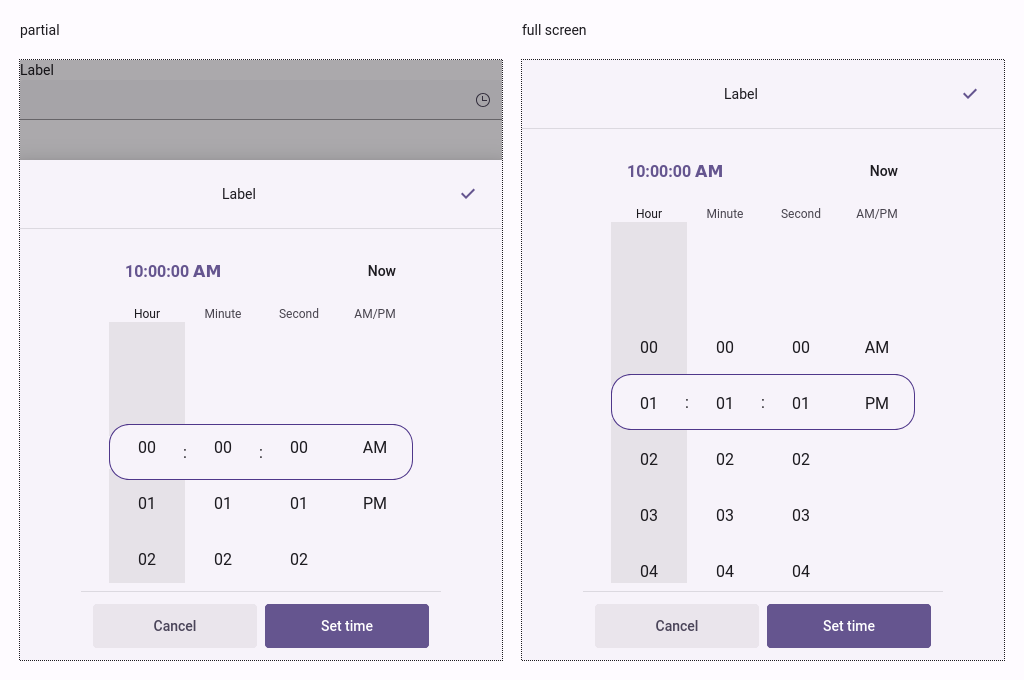 partial
Label
Label
10:00:00 AM Now
Hour Minute Second AM/PM
00 : 00 : 00 AM
01 01 01 PM
02 02 02
Cancel Set time
full screen
Label
10:00:00 AM Now
Hour Minute Second AM/PM
00 00 00 AM
01 : 01 : 01 PM
02 02 02
03 03 03
04 04 04
Cancel Set time